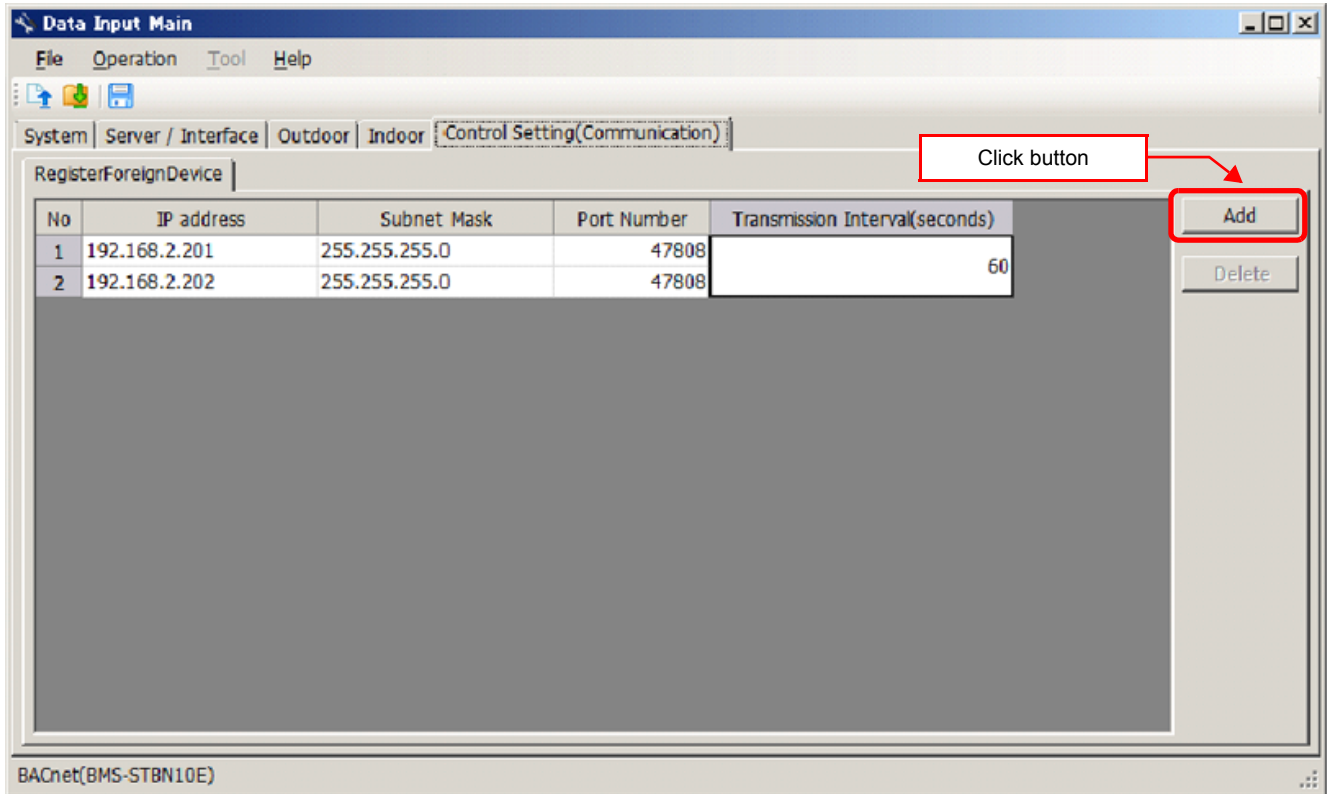 Data Input Main
File Operation Tool Help
System Server / Interface Outdoor Indoor Control Setting(Communication)
Click button
RegisterForeignDevice
No IP address Subnet Mask Port Number Transmission Interval(seconds)
Add
1 192.168.2.201 255.255.255.0 47808
60
2 192.168.2.202 255.255.255.0 47808
Delete
BACnet(BMS-STBN10E)